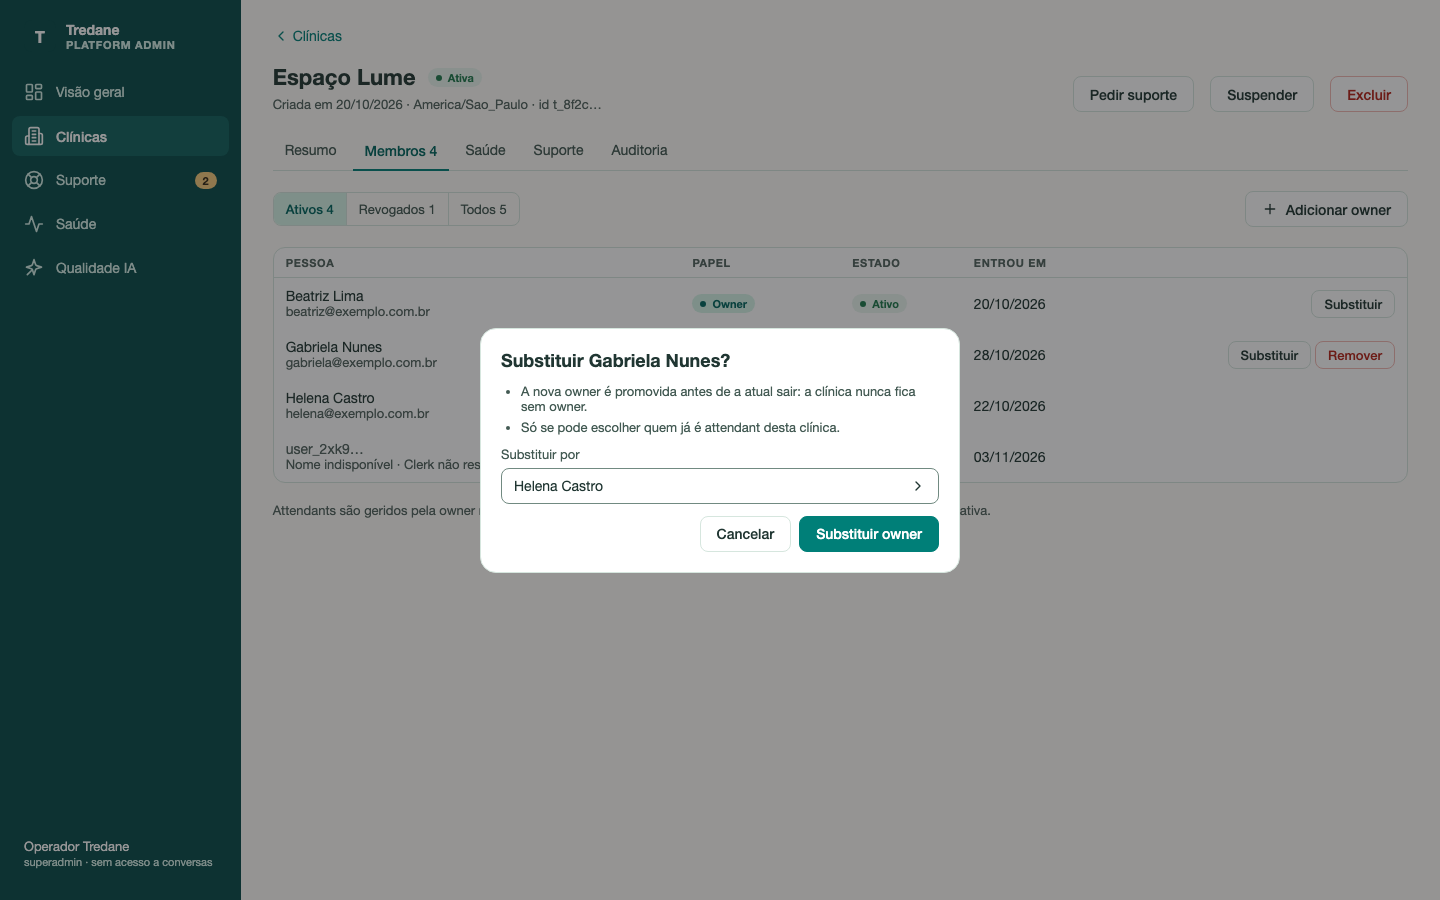 T
Tredane
PLATFORM ADMIN
Visão geral
Clínicas
Suporte
2
Saúde
Qualidade IA
Operador Tredane
superadmin · sem acesso a conversas
Clínicas
Espaço Lume
Ativa
Criada em 20/10/2026 · America/Sao_Paulo · id t_8f2c…
Pedir suporte
Suspender
Excluir
Resumo
Membros 4
Saúde
Suporte
Auditoria
Ativos 4
Revogados 1
Todos 5
Adicionar owner
PESSOA
PAPEL
ESTADO
ENTROU EM
Beatriz Lima
beatriz@exemplo.com.br
Owner
Ativo
20/10/2026
Substituir
Gabriela Nunes
gabriela@exemplo.com.br
28/10/2026
Substituir
Remover
Helena Castro
helena@exemplo.com.br
22/10/2026
user_2xk9…
Nome indisponível · Clerk não res
03/11/2026
Attendants são geridos pela owner
ativa.
Substituir Gabriela Nunes?
• A nova owner é promovida antes de a atual sair: a clínica nunca fica
sem owner.
• Só se pode escolher quem já é attendant desta clínica.
Substituir por
Helena Castro
Cancelar
Substituir owner